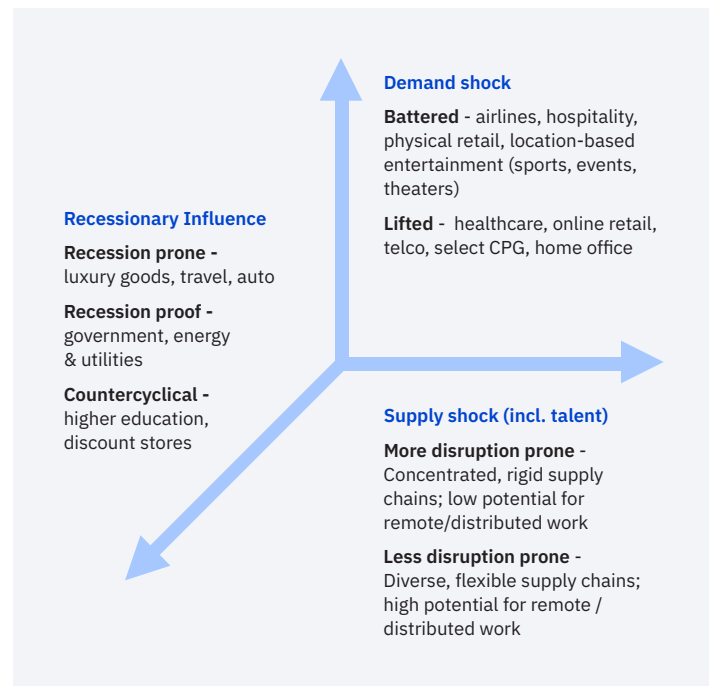 Demand shock
Battered - airlines, hospitality,
physical retail, location-based
entertainment (sports, events,
theaters)
Lifted - healthcare, online retail,
telco, select CPG, home office
Recessionary Influence
Recession prone -
luxury goods, travel, auto
Recession proof -
government, energy
& utilities
Countercyclical -
higher education,
discount stores
Supply shock (incl. talent)
More disruption prone -
Concentrated, rigid supply
chains; low potential for
remote/distributed work
Less disruption prone -
Diverse, flexible supply chains;
high potential for remote /
distributed work